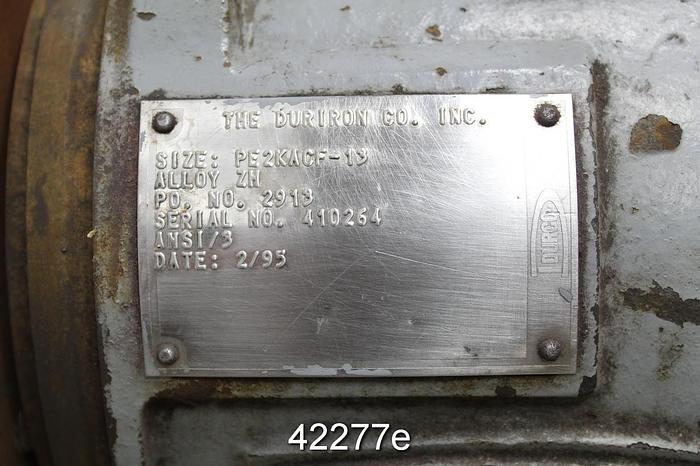 THE DURIRON CO. INC.
SIZE: PE2KACF-13
ALLOY ZH
PO. NO. 2913
SERIAL NO. 410264
ANSI/3
DATE: 2/95
DURCO
42277e